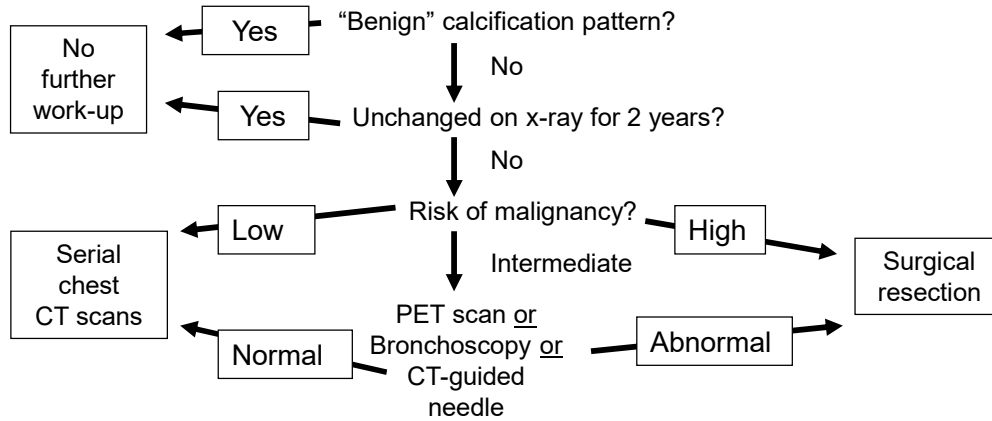 “Benign” calcification pattern?
Yes
No
further
work-up
No
Yes
Unchanged on x-ray for 2 years?
No
Risk of malignancy?
Low
High
Serial
chest
CT scans
Intermediate
Surgical
resection
PET scan or
Bronchoscopy or
CT-guided
needle
Normal
Abnormal